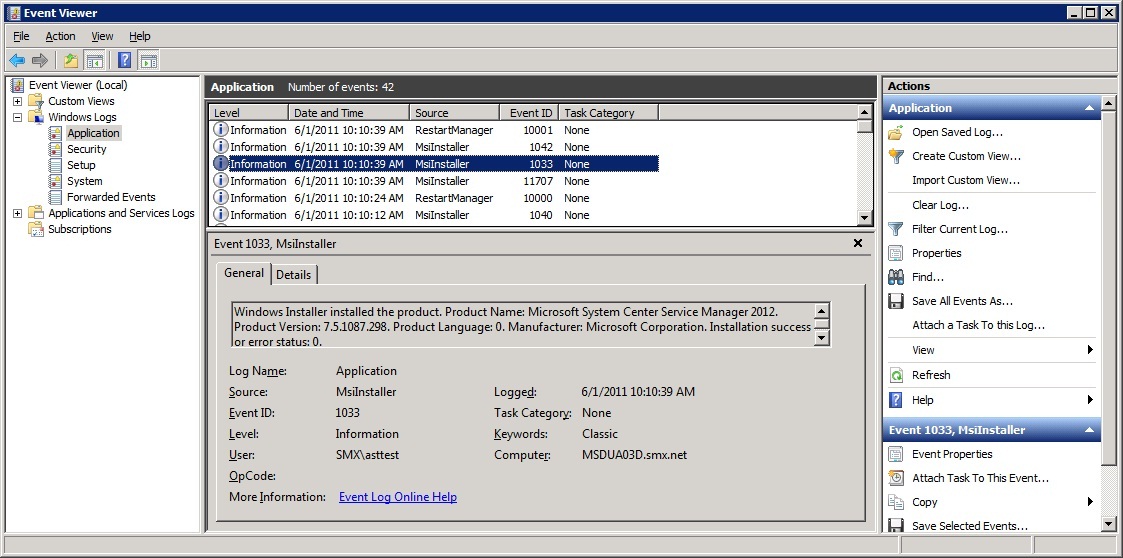 Event Viewer
File Action View Help
Event Viewer (Local)
Custom Views
Windows Logs
Application
Security
Setup
System
Forwarded Events
Applications and Services Logs
Subscriptions
Application Number of events: 42
Level Date and Time Source Event ID Task Category
Information 6/1/2011 10:10:39 AM RestartManager 10001 None
Information 6/1/2011 10:10:39 AM MsiInstaller 1042 None
Information 6/1/2011 10:10:39 AM MsiInstaller 1033 None
Information 6/1/2011 10:10:39 AM MsiInstaller 11707 None
Information 6/1/2011 10:10:24 AM RestartManager 10000 None
Information 6/1/2011 10:10:12 AM MsiInstaller 1040 None
Event 1033, MsiInstaller
General Details
Windows Installer installed the product. Product Name: Microsoft System Center Service Manager 2012.
Product Version: 7.5.1087.298. Product Language: 0. Manufacturer: Microsoft Corporation. Installation success
or error status: 0.
Log Name: Application
Source: MsiInstaller Logged: 6/1/2011 10:10:39 AM
Event ID: 1033 Task Category: None
Level: Information Keywords: Classic
User: SMX\asttest Computer: MSDUA03D.smx.net
OpCode:
More Information: Event Log Online Help
Actions
Application
Open Saved Log...
Create Custom View...
Import Custom View...
Clear Log...
Filter Current Log...
Properties
Find...
Save All Events As...
Attach a Task To this Log...
View
Refresh
Help
Event 1033, MsiInstaller
Event Properties
Attach Task To This Event...
Copy
Save Selected Events...